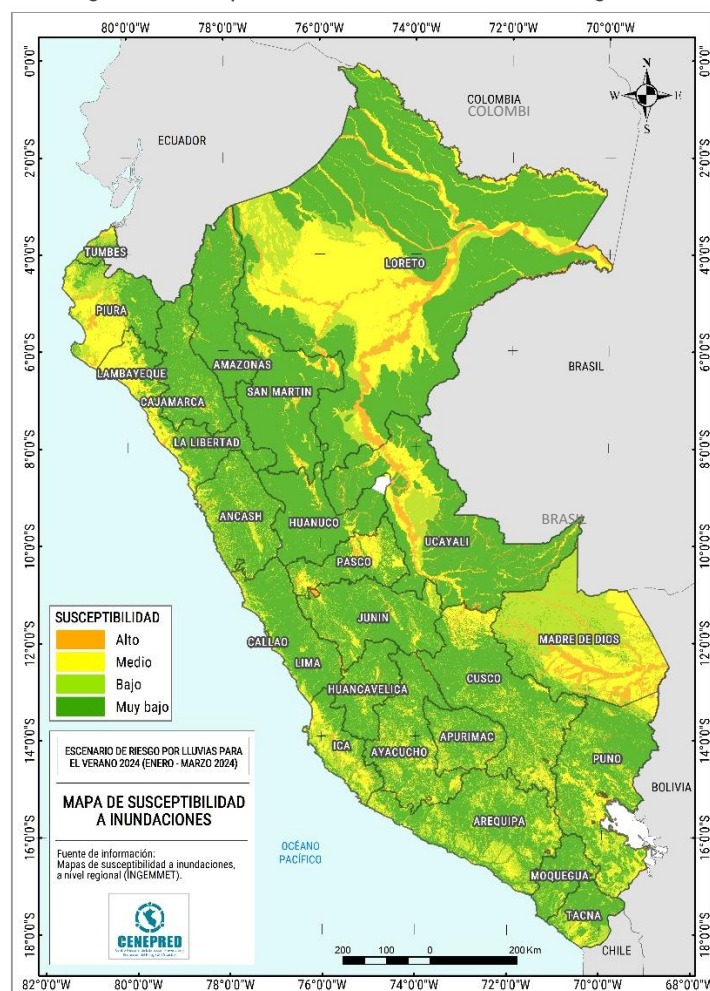 80°0'0"W 78°0'0"W 76°0'0"W 74°0'0"W 72°0'0"W 70°0'0"W
0°0'0"
2°0'0"S
4°0'0"S
6°0'0"S
8°0'0"S
10°0'0"S
12°0'0"S
14°0'0"S
16°0'0"S
18°0'0"S
N
W E
S
COLOMBIA
COLOMBI
ECUADOR
TUMBES
LORETO
PIURA
AMAZONAS
BRASIL
LAMBAYEQUE
SAN MARTIN
CAJAMARCA
LA LIBERTAD
ANCASH
HUANUCO
BRASIL
UCAYALI
PASCO
JUNIN
MADRE DE DIOS
CALLAO
LIMA
CUSCO
HUANCAVELICA
ICA
AYACUCHO
APURIMAC
PUNO
BOLIVIA
AREQUIPA
OCÉANO
PACÍFICO
MOQUEGUA
TACNA
CHILE
SUSCEPTIBILIDAD
Alto
Medio
Bajo
Muy bajo
ESCENARIO DE RIESGO POR LLUVIAS PARA
EL VERANO 2024 (ENERO - MARZO 2024)
MAPA DE SUSCEPTIBILIDAD
A INUNDACIONES
Fuente de información:
Mapas de susceptibilidad a inundaciones,
a nivel regional (INGEMMET).
CENEPRED
200 100 0 200 Km
0°0'0"
2°0'0"S
4°0'0"S
6°0'0"S
8°0'0"S
10°0'0"S
12°0'0"S
14°0'0"S
16°0'0"S
18°0'0"S
82°0'0"W 80°0'0"W 78°0'0"W 76°0'0"W 74°0'0"W 72°0'0"W 70°0'0"W